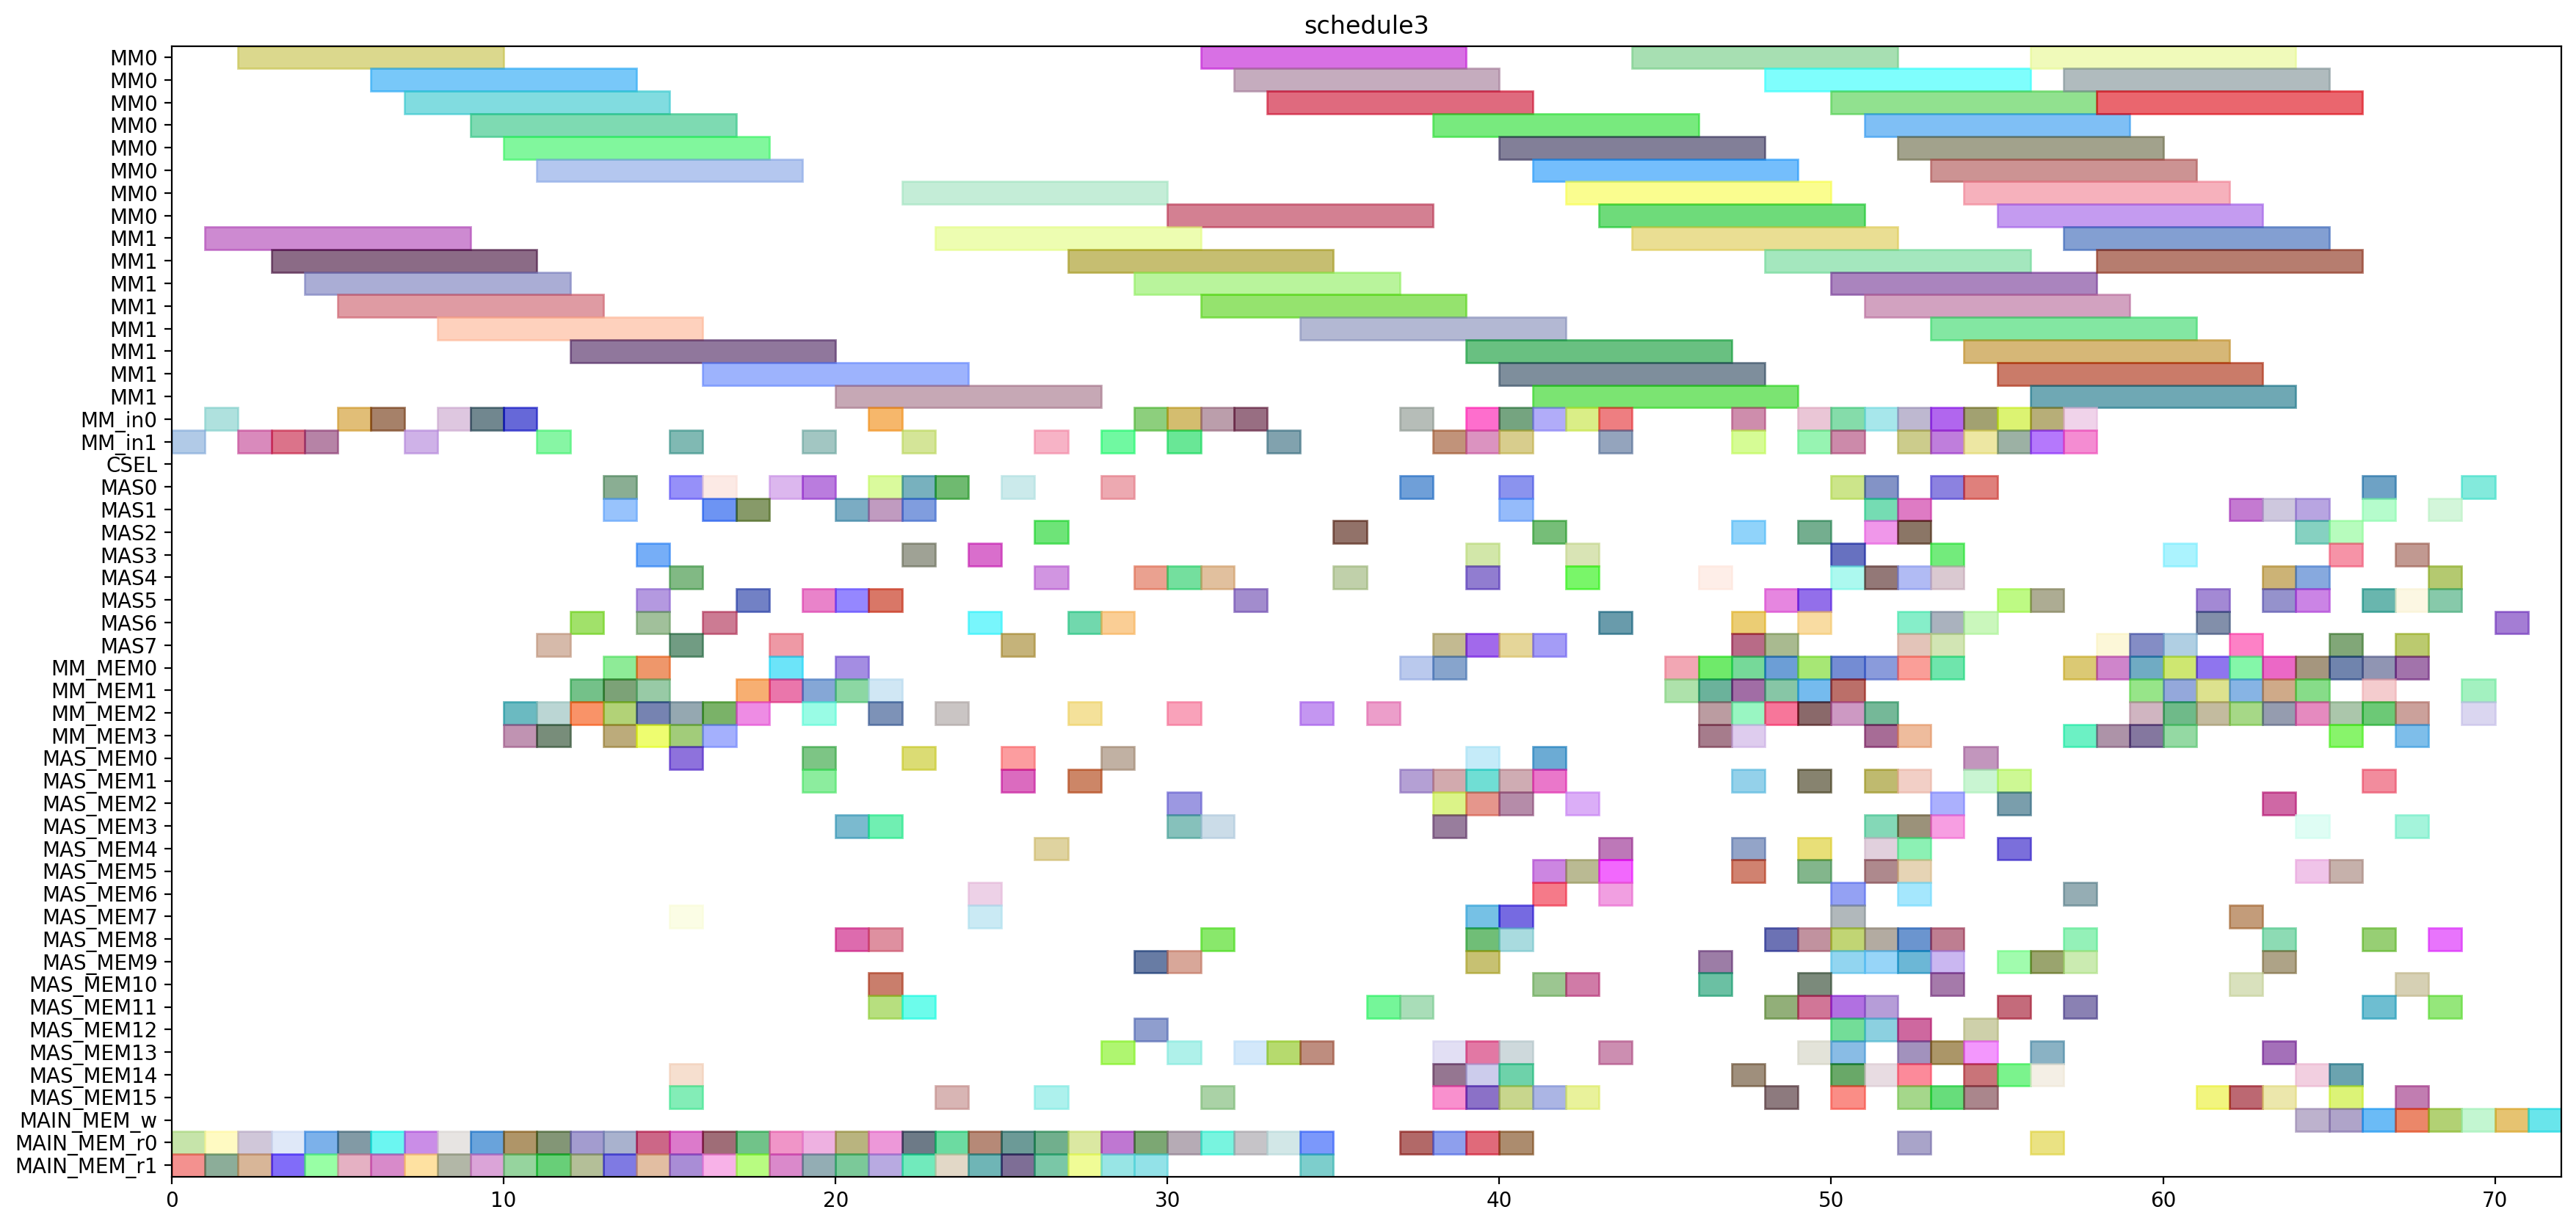 schedule3
MM0
MM0
MM0
MM0
MM0
MM0
MM0
MM0
MM1
MM1
MM1
MM1
MM1
MM1
MM1
MM1
MM_in0
MM_in1
CSEL
MAS0
MAS1
MAS2
MAS3
MAS4
MAS5
MAS6
MAS7
MM_MEM0
MM_MEM1
MM_MEM2
MM_MEM3
MAS_MEM0
MAS_MEM1
MAS_MEM2
MAS_MEM3
MAS_MEM4
MAS_MEM5
MAS_MEM6
MAS_MEM7
MAS_MEM8
MAS_MEM9
MAS_MEM10
MAS_MEM11
MAS_MEM12
MAS_MEM13
MAS_MEM14
MAS_MEM15
MAIN_MEM_w
MAIN_MEM_r0
MAIN_MEM_r1
0 10 20 30 40 50 60 70